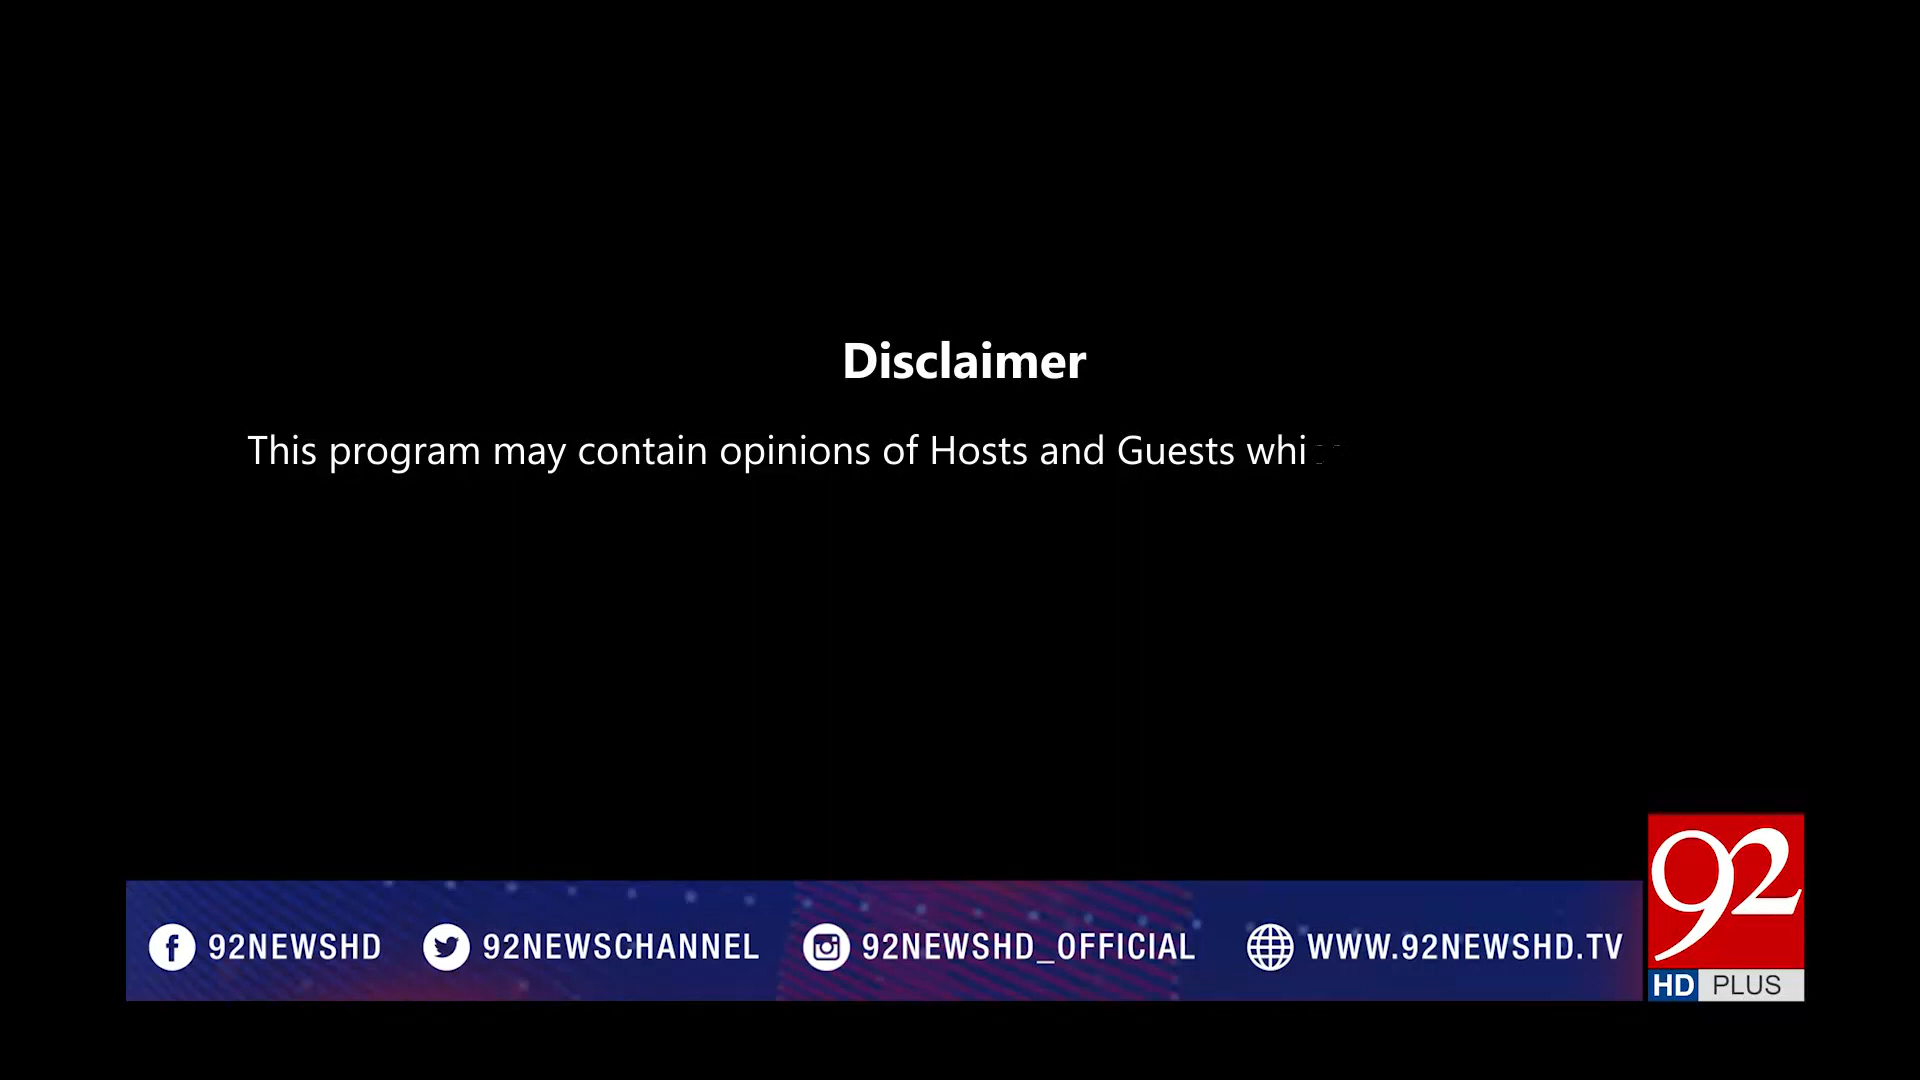 Disclaimer
This program may contain opinions of Hosts and Guests whi
92NEWSHD
92NEWSCHANNEL
92NEWSHD_OFFICIAL
WWW.92NEWSHD.TV
92
HD PLUS